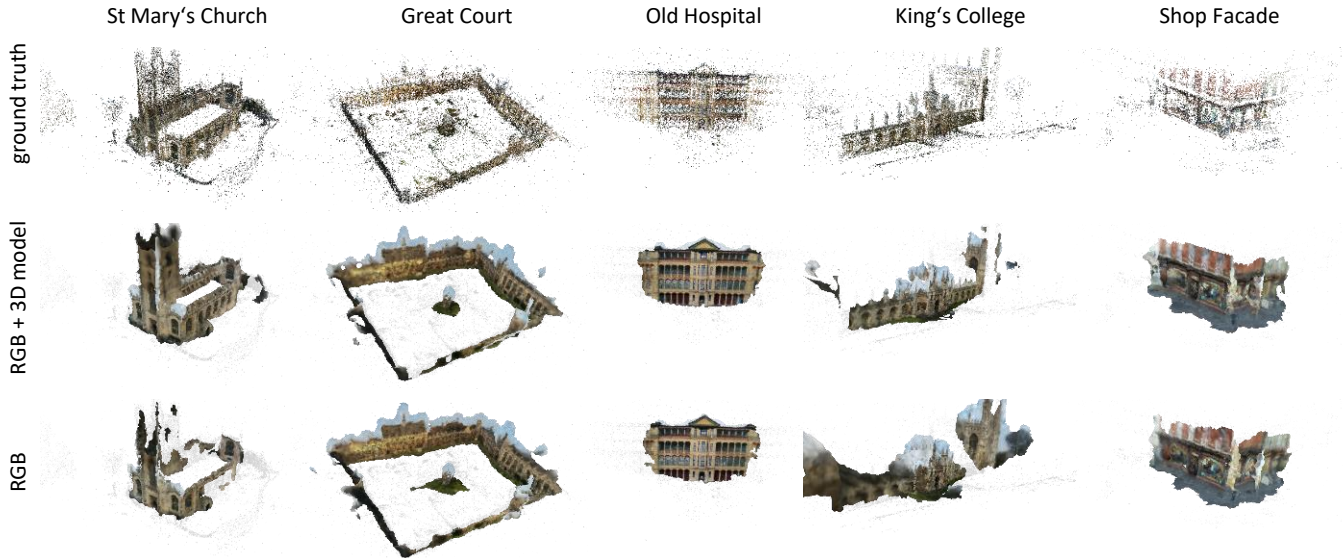 St Mary‘s Church
Great Court
Old Hospital
King‘s College
Shop Facade
ground truth
RGB + 3D model
RGB